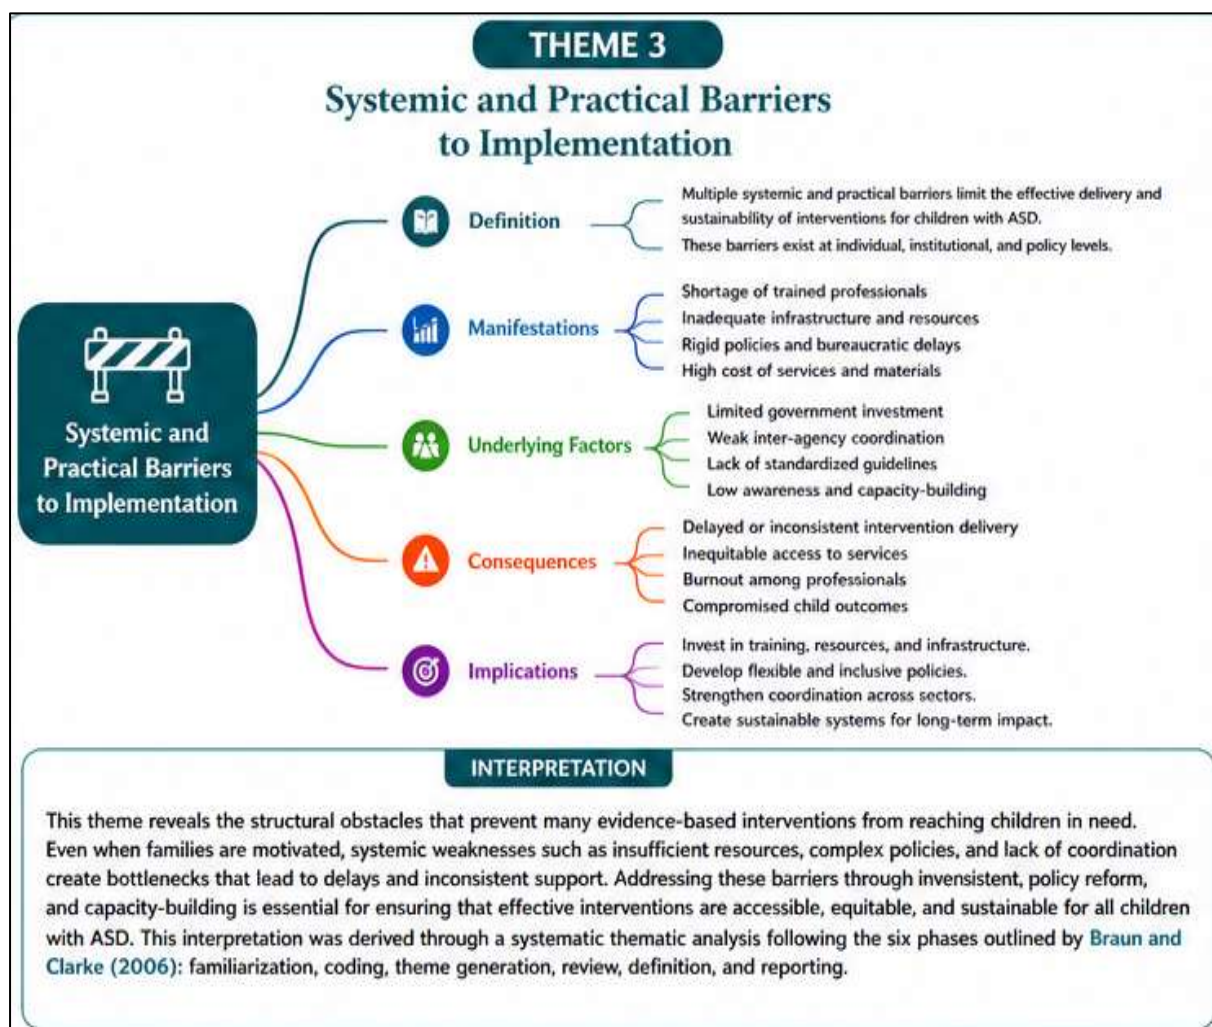 THEME 3
Systemic and Practical Barriers
to Implementation
Systemic and
Practical Barriers
to Implementation
Definition
Multiple systemic and practical barriers limit the effective delivery and
sustainability of interventions for children with ASD.
These barriers exist at individual, institutional, and policy levels.
Manifestations
Shortage of trained professionals
Inadequate infrastructure and resources
Rigid policies and bureaucratic delays
High cost of services and materials
Underlying Factors
Limited government investment
Weak inter-agency coordination
Lack of standardized guidelines
Low awareness and capacity-building
Consequences
Delayed or inconsistent intervention delivery
Inequitable access to services
Burnout among professionals
Compromised child outcomes
Implications
Invest in training, resources, and infrastructure.
Develop flexible and inclusive policies.
Strengthen coordination across sectors.
Create sustainable systems for long-term impact.
INTERPRETATION
This theme reveals the structural obstacles that prevent many evidence-based interventions from reaching children in need.
Even when families are motivated, systemic weaknesses such as insufficient resources, complex policies, and lack of coordination
create bottlenecks that lead to delays and inconsistent support. Addressing these barriers through invensistent, policy reform,
and capacity-building is essential for ensuring that effective interventions are accessible, equitable, and sustainable for all children
with ASD. This interpretation was derived through a systematic thematic analysis following the six phases outlined by Braun and
Clarke (2006): familiarization, coding, theme generation, review, definition, and reporting.